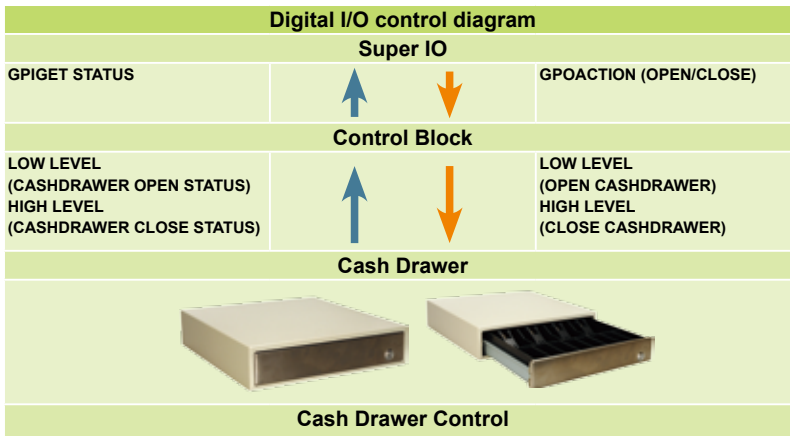 Digital I/O control diagram
Super IO
GPIGET STATUS
GPOACTION (OPEN/CLOSE)
Control Block
LOW LEVEL
(CASHDRAWER OPEN STATUS)
HIGH LEVEL
(CASHDRAWER CLOSE STATUS)
LOW LEVEL
(OPEN CASHDRAWER)
HIGH LEVEL
(CLOSE CASHDRAWER)
Cash Drawer
Cash Drawer Control